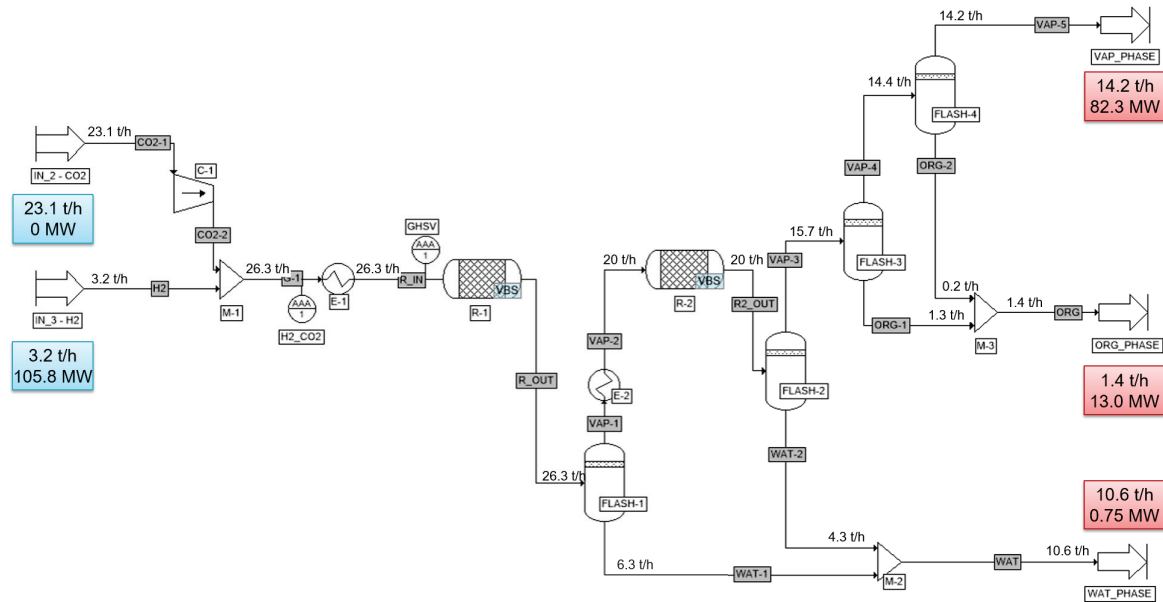 14.2 t/h
VAP-5
VAP_PHASE
14.2 t/h
82.3 MW
14.4 t/h
FLASH-4
23.1 t/h
CO2-1
IN_2 - CO2
C-1
23.1 t/h
0 MW
VAP-4
ORG-2
CO2-2
GHSV
AAA
1
15.7 t/h
FLASH-3
VAP-3
3.2 t/h
H2
IN_3 - H2
M-1
26.3 t/h
G-1
AAA
1
H2_CO2
E-1
26.3 t/h
R_IN
VBS
R-1
20 t/h
VBS
R-2
20 t/h
R2_OUT
0.2 t/h
1.3 t/h
ORG-1
M-3
1.4 t/h
ORG
ORG_PHASE
3.2 t/h
105.8 MW
VAP-2
R_OUT
E-2
FLASH-2
1.4 t/h
13.0 MW
VAP-1
WAT-2
26.3 t/h
FLASH-1
10.6 t/h
0.75 MW
4.3 t/h
6.3 t/h
WAT-1
M-2
WAT
10.6 t/h
WAT_PHASE